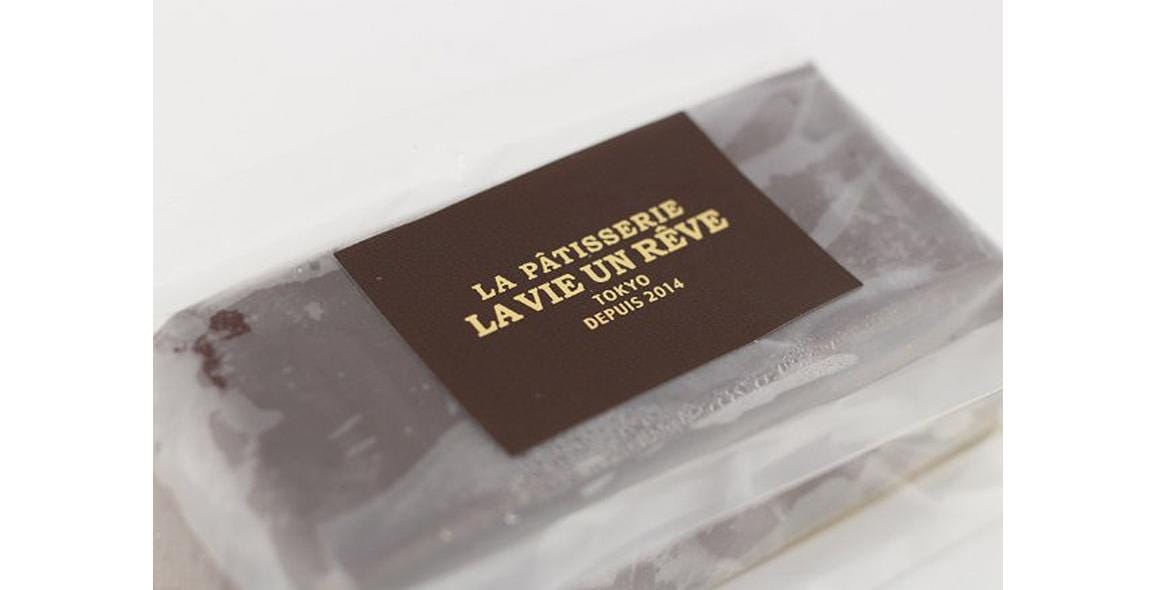 LA PÂTISSERIE
LA VIE UN RÊVE
TOKYO
DEPUIS 2014